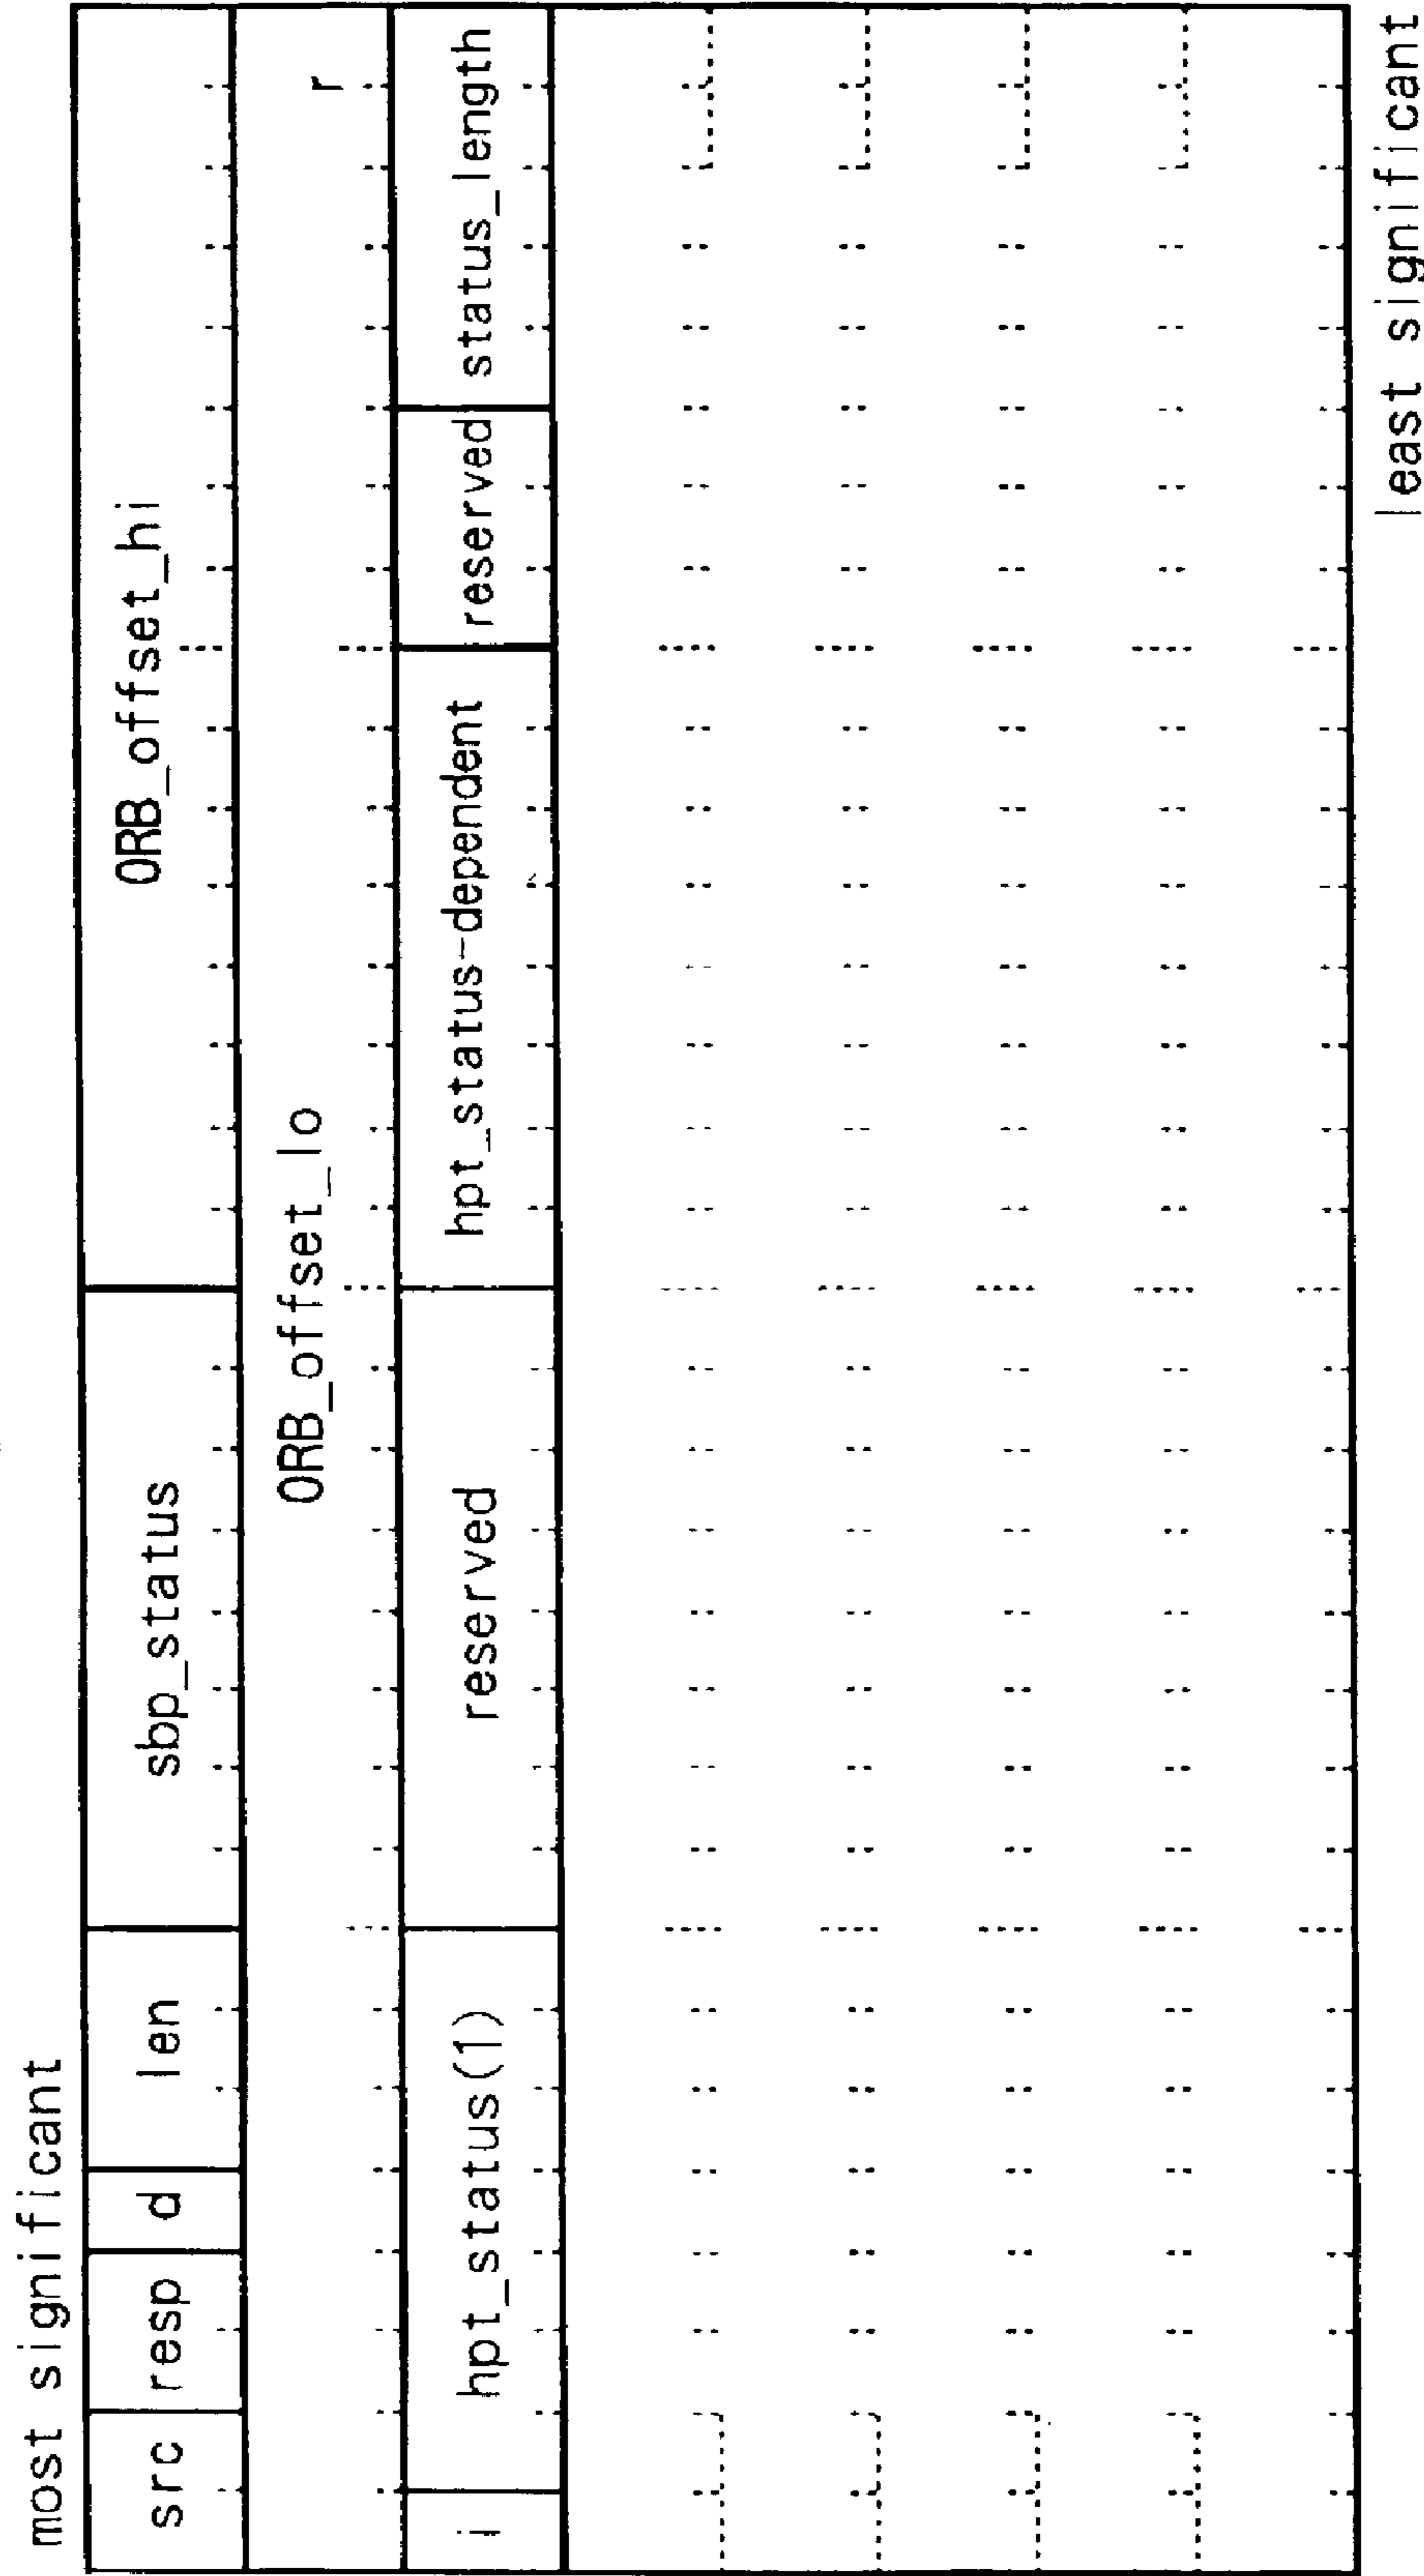 most significant
src resp d len sbp_status ORB_offset_hi
ORB_offset_lo r
i hpt_status(1) reserved hpt_status-dependent reserved status_length
least significant